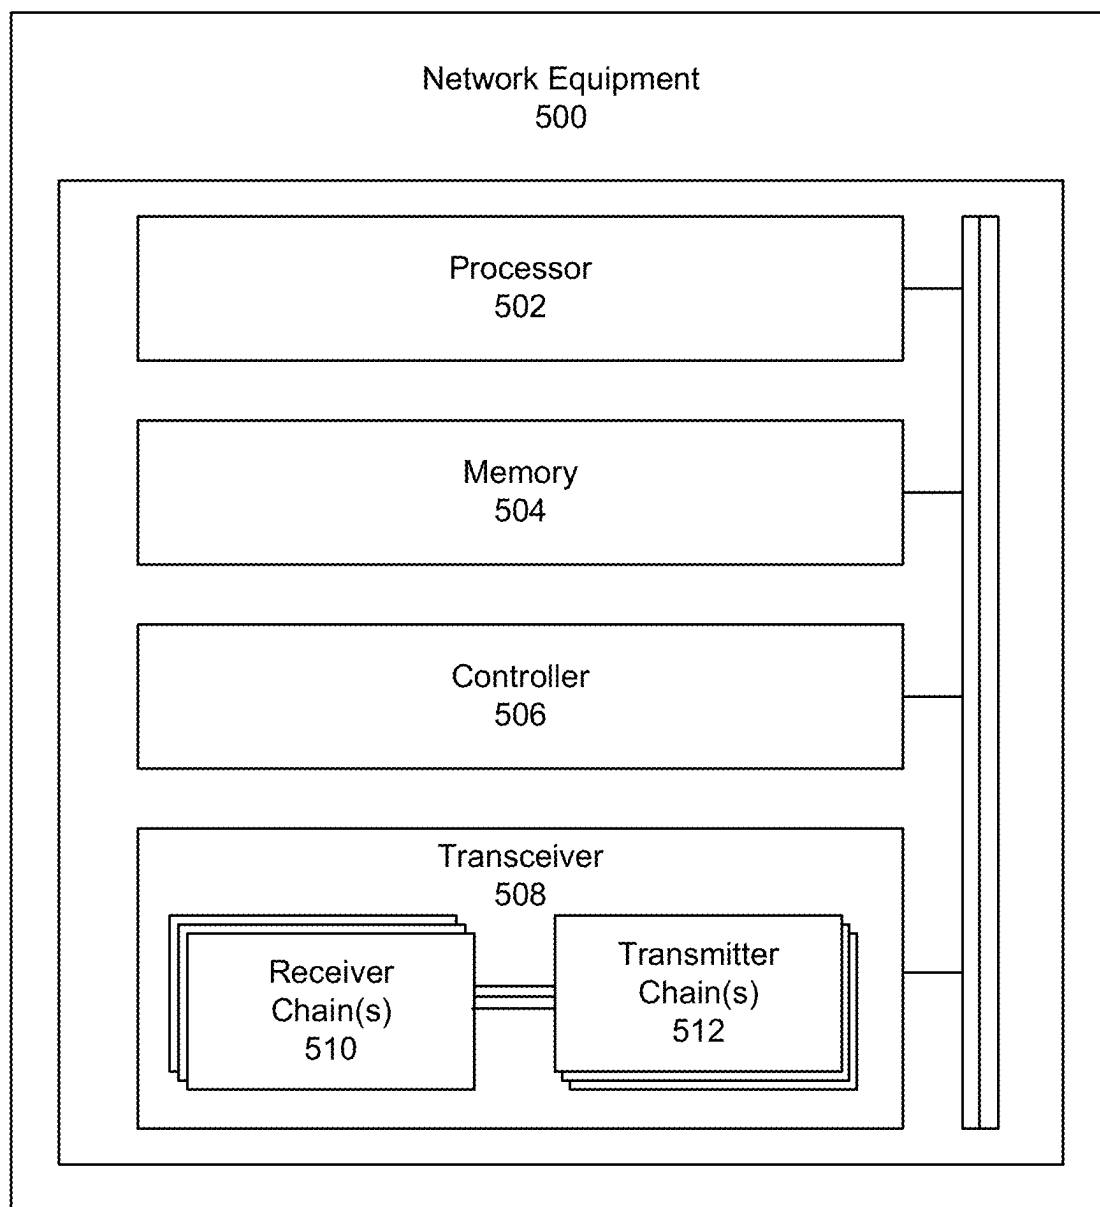 Network Equipment
500
Processor
502
Memory
504
Controller
506
Transceiver
508
Receiver
Chain(s)
510
Transmitter
Chain(s)
512